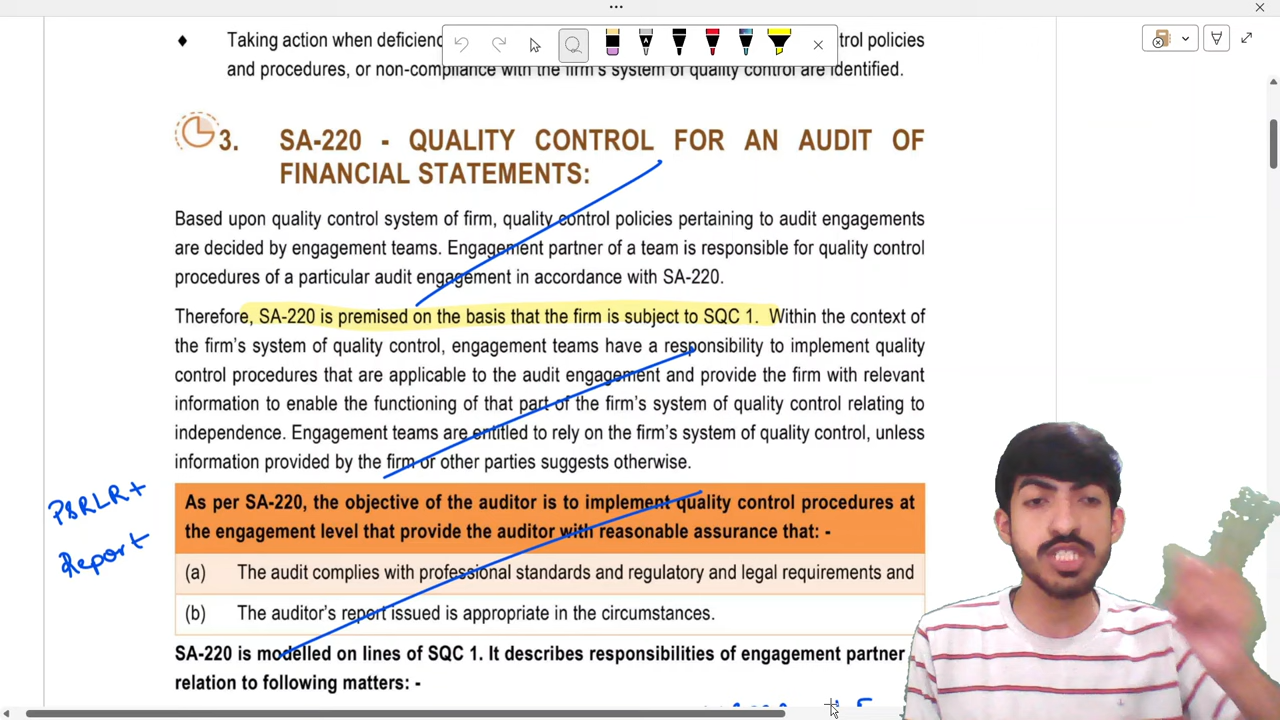 ♦ Taking action when deficienc trol policies
and procedures, or non-compliance with the firm's system of quality control are identified.
3. SA-220 - QUALITY CONTROL FOR AN AUDIT OF
FINANCIAL STATEMENTS:
Based upon quality control system of firm, quality control policies pertaining to audit engagements
are decided by engagement teams. Engagement partner of a team is responsible for quality control
procedures of a particular audit engagement in accordance with SA-220.
Therefore, SA-220 is premised on the basis that the firm is subject to SQC 1. Within the context of
the firm's system of quality control, engagement teams have a responsibility to implement quality
control procedures that are applicable to the audit engagement and provide the firm with relevant
information to enable the functioning of that part of the firm's system of quality control relating to
independence. Engagement teams are entitled to rely on the firm's system of quality control, unless
information provided by the firm or other parties suggests otherwise.
PBRLR+
Report
As per SA-220, the objective of the auditor is to implement quality control procedures at
the engagement level that provide the auditor with reasonable assurance that: -
(a) The audit complies with professional standards and regulatory and legal requirements and
(b) The auditor's report issued is appropriate in the circumstances.
SA-220 is modelled on lines of SQC 1. It describes responsibilities of engagement partner
relation to following matters: -